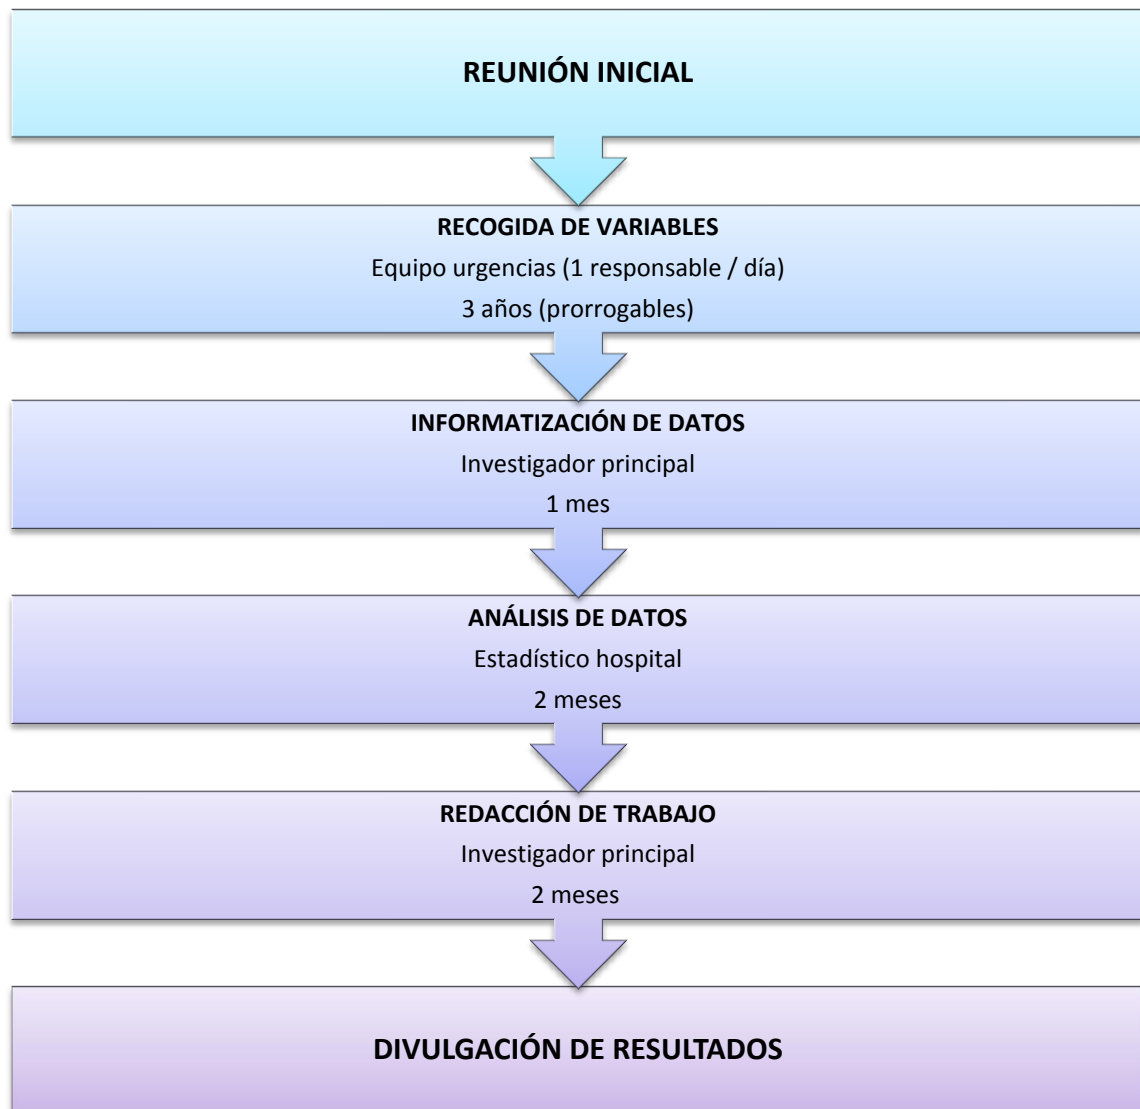 REUNIÓN INICIAL
RECOGIDA DE VARIABLES
Equipo urgencias (1 responsable / día)
3 años (prorrogables)
INFORMATIZACIÓN DE DATOS
Investigador principal
1 mes
ANÁLISIS DE DATOS
Estadístico hospital
2 meses
REDACCIÓN DE TRABAJO
Investigador principal
2 meses
DIVULGACIÓN DE RESULTADOS